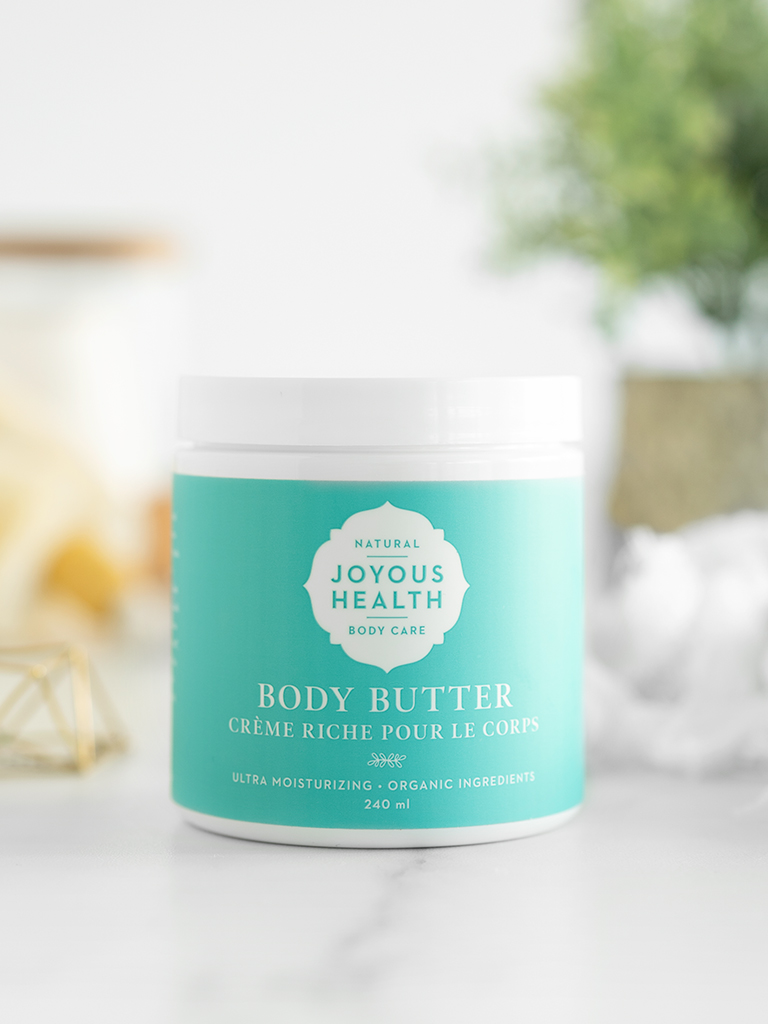 NATURAL
JOYOUS
HEALTH
BODY CARE
BODY BUTTER
CRÈME RICHE POUR LE CORPS
ULTRA MOISTURIZING • ORGANIC INGREDIENTS
240 ml